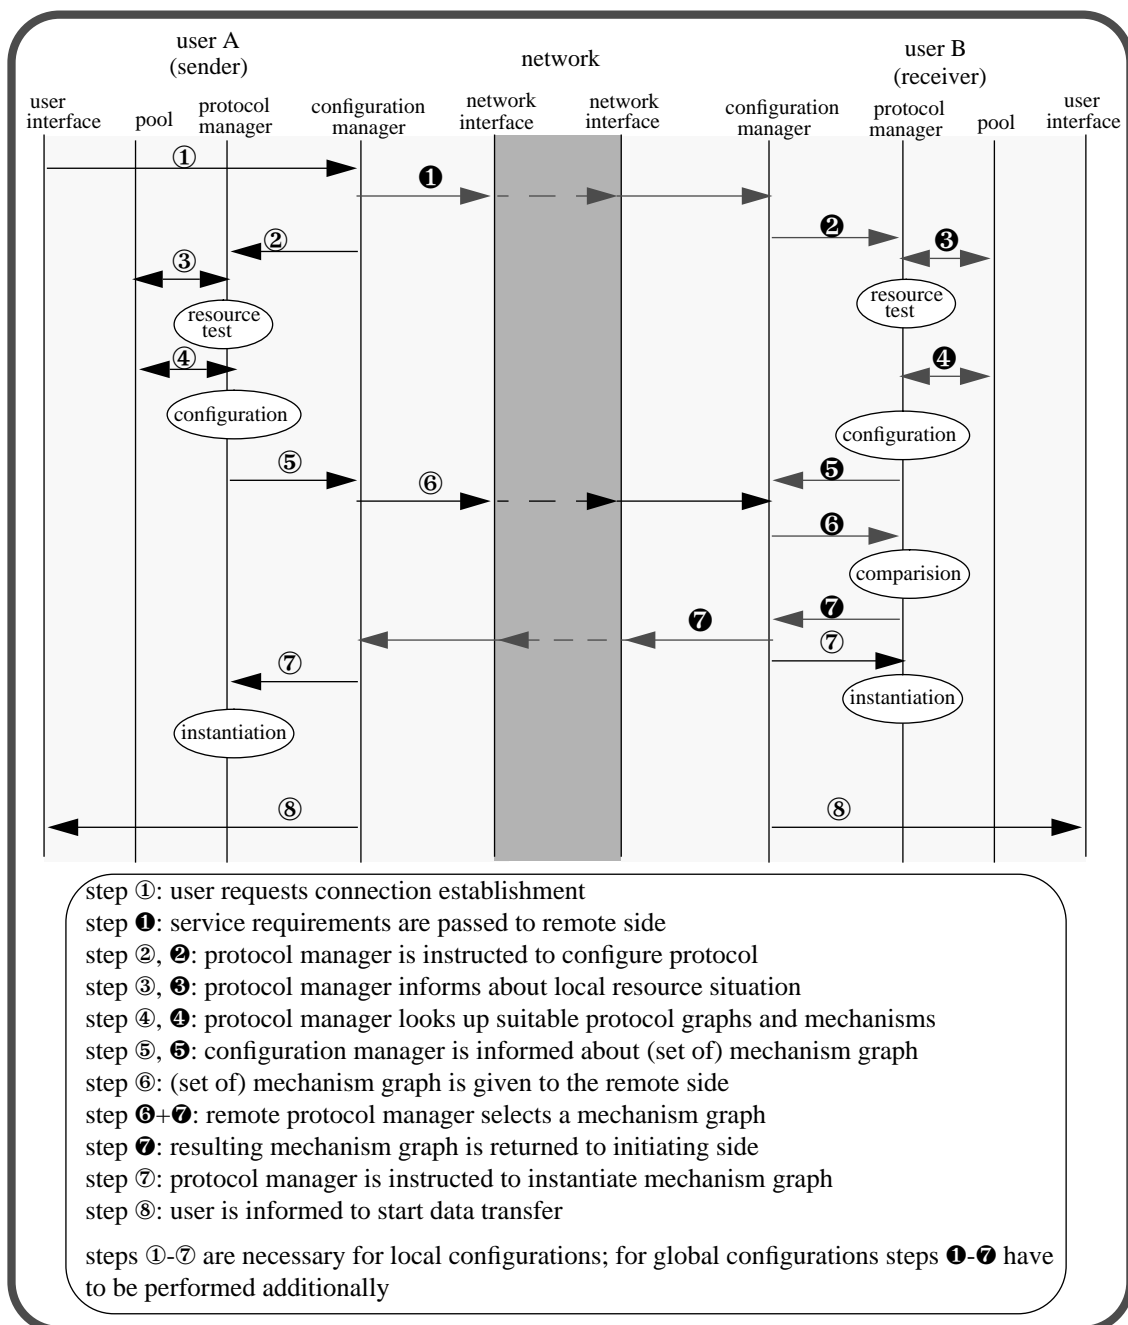 user A
(sender)
network
user B
(receiver)
user
interface
pool
protocol
manager
configuration
manager
network
interface
network
interface
configuration
manager
protocol
manager
pool
user
interface
①
❶
②
❷
③
❸
resource
test
resource
test
④
❹
configuration
configuration
⑤
❺
⑥
❻
comparision
❼
❼
⑦
⑦
instantiation
instantiation
⑧
⑧
step ①: user requests connection establishment
step ❶: service requirements are passed to remote side
step ②, ❷: protocol manager is instructed to configure protocol
step ③, ❸: protocol manager informs about local resource situation
step ④, ❹: protocol manager looks up suitable protocol graphs and mechanisms
step ⑤, ❺: configuration manager is informed about (set of) mechanism graph
step ⑥: (set of) mechanism graph is given to the remote side
step ❻+❼: remote protocol manager selects a mechanism graph
step ❼: resulting mechanism graph is returned to initiating side
step ⑦: protocol manager is instructed to instantiate mechanism graph
step ⑧: user is informed to start data transfer
steps ①-⑦ are necessary for local configurations; for global configurations steps ❶-❼ have
to be performed additionally